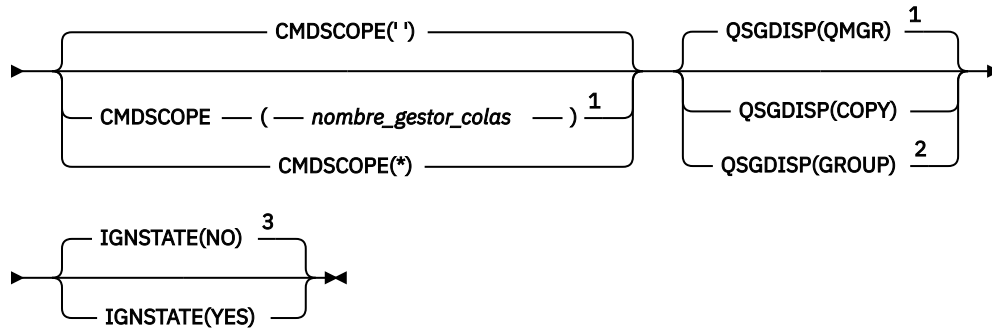 CMDSCOPE(' ')
CMDSCOPE ( nombre_gestor_colas ) 1
CMDSCOPE(*)
QSGDISP(QMGR) 1
QSGDISP(COPY)
QSGDISP(GROUP) 2
IGNSTATE(NO) 3
IGNSTATE(YES)